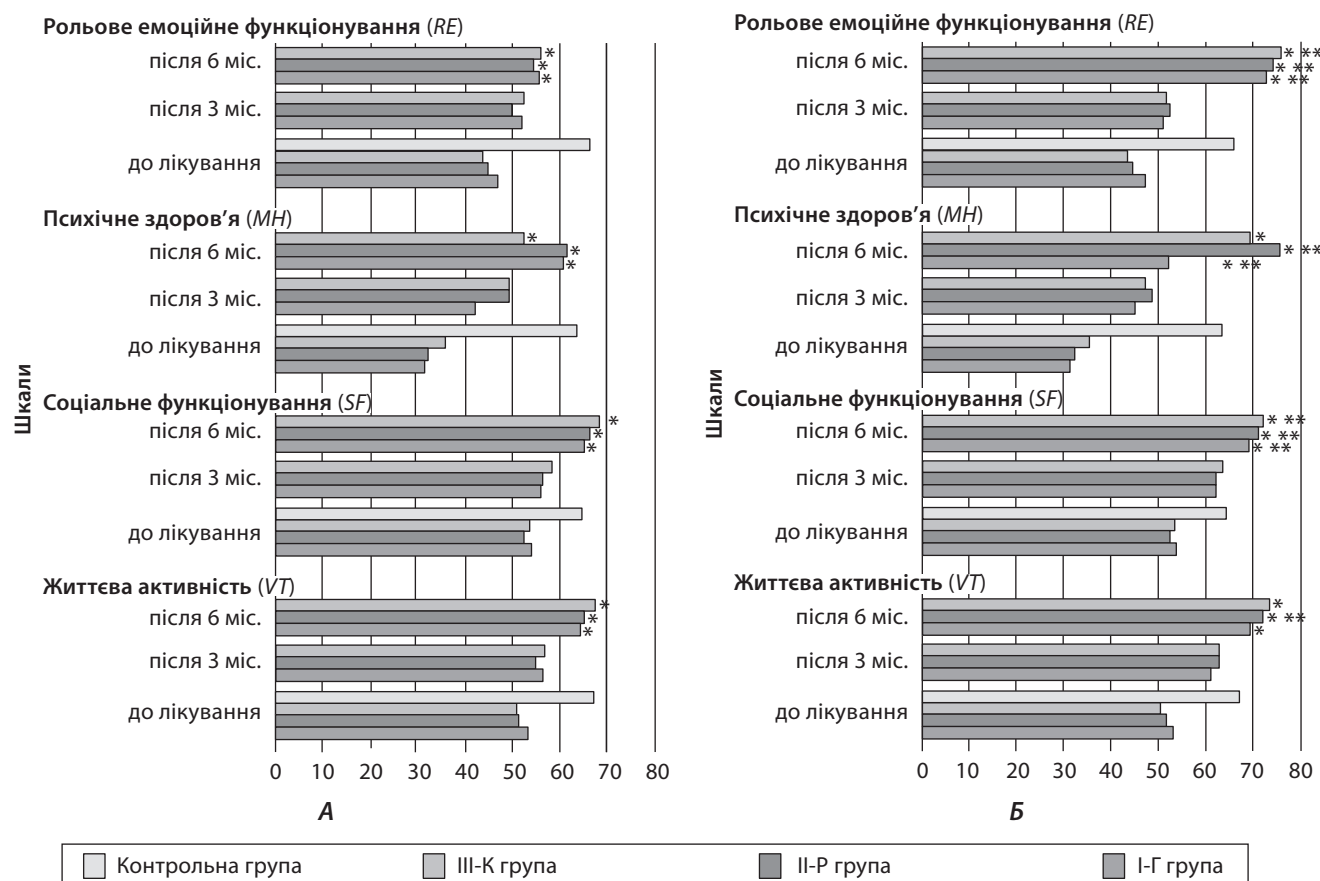 Рольове емоційне функціонування (RE)
після 6 міс.
* 
*
*
після 3 міс.
до лікування
Психічне здоров’я (MH)
після 6 міс.
*
*
*
після 3 міс.
до лікування
Соціальне функціонування (SF)
після 6 міс.
*
*
*
після 3 міс.
до лікування
Життєва активність (VT)
після 6 міс.
*
*
*
після 3 міс.
до лікування
Шкали
0 10 20 30 40 50 60 70 80
А
Рольове емоційне функціонування (RE)
після 6 міс.
* **
* **
* **
після 3 міс.
до лікування
Психічне здоров’я (MH)
після 6 міс.
*
* **
* **
після 3 міс.
до лікування
Соціальне функціонування (SF)
після 6 міс.
* **
* **
* **
після 3 міс.
до лікування
Життєва активність (VT)
після 6 міс.
*
* **
*
після 3 міс.
до лікування
Шкали
0 10 20 30 40 50 60 70 80
Б
Контрольна група III-К група II-Р група I-Г група